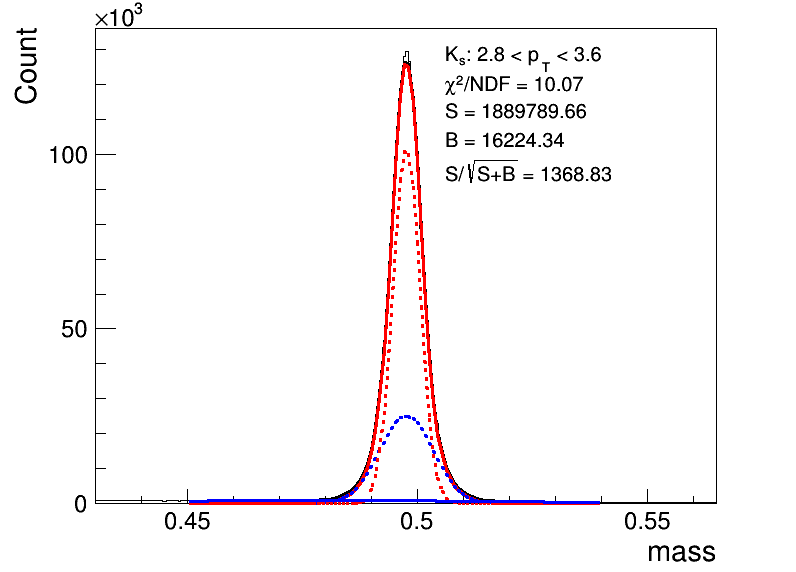 ×10³
Count
Kₛ: 2.8 < p_T < 3.6
χ²/NDF = 10.07
S = 1889789.66
B = 16224.34
S/√S+B = 1368.83
100
50
0
0.45 0.5 0.55
mass